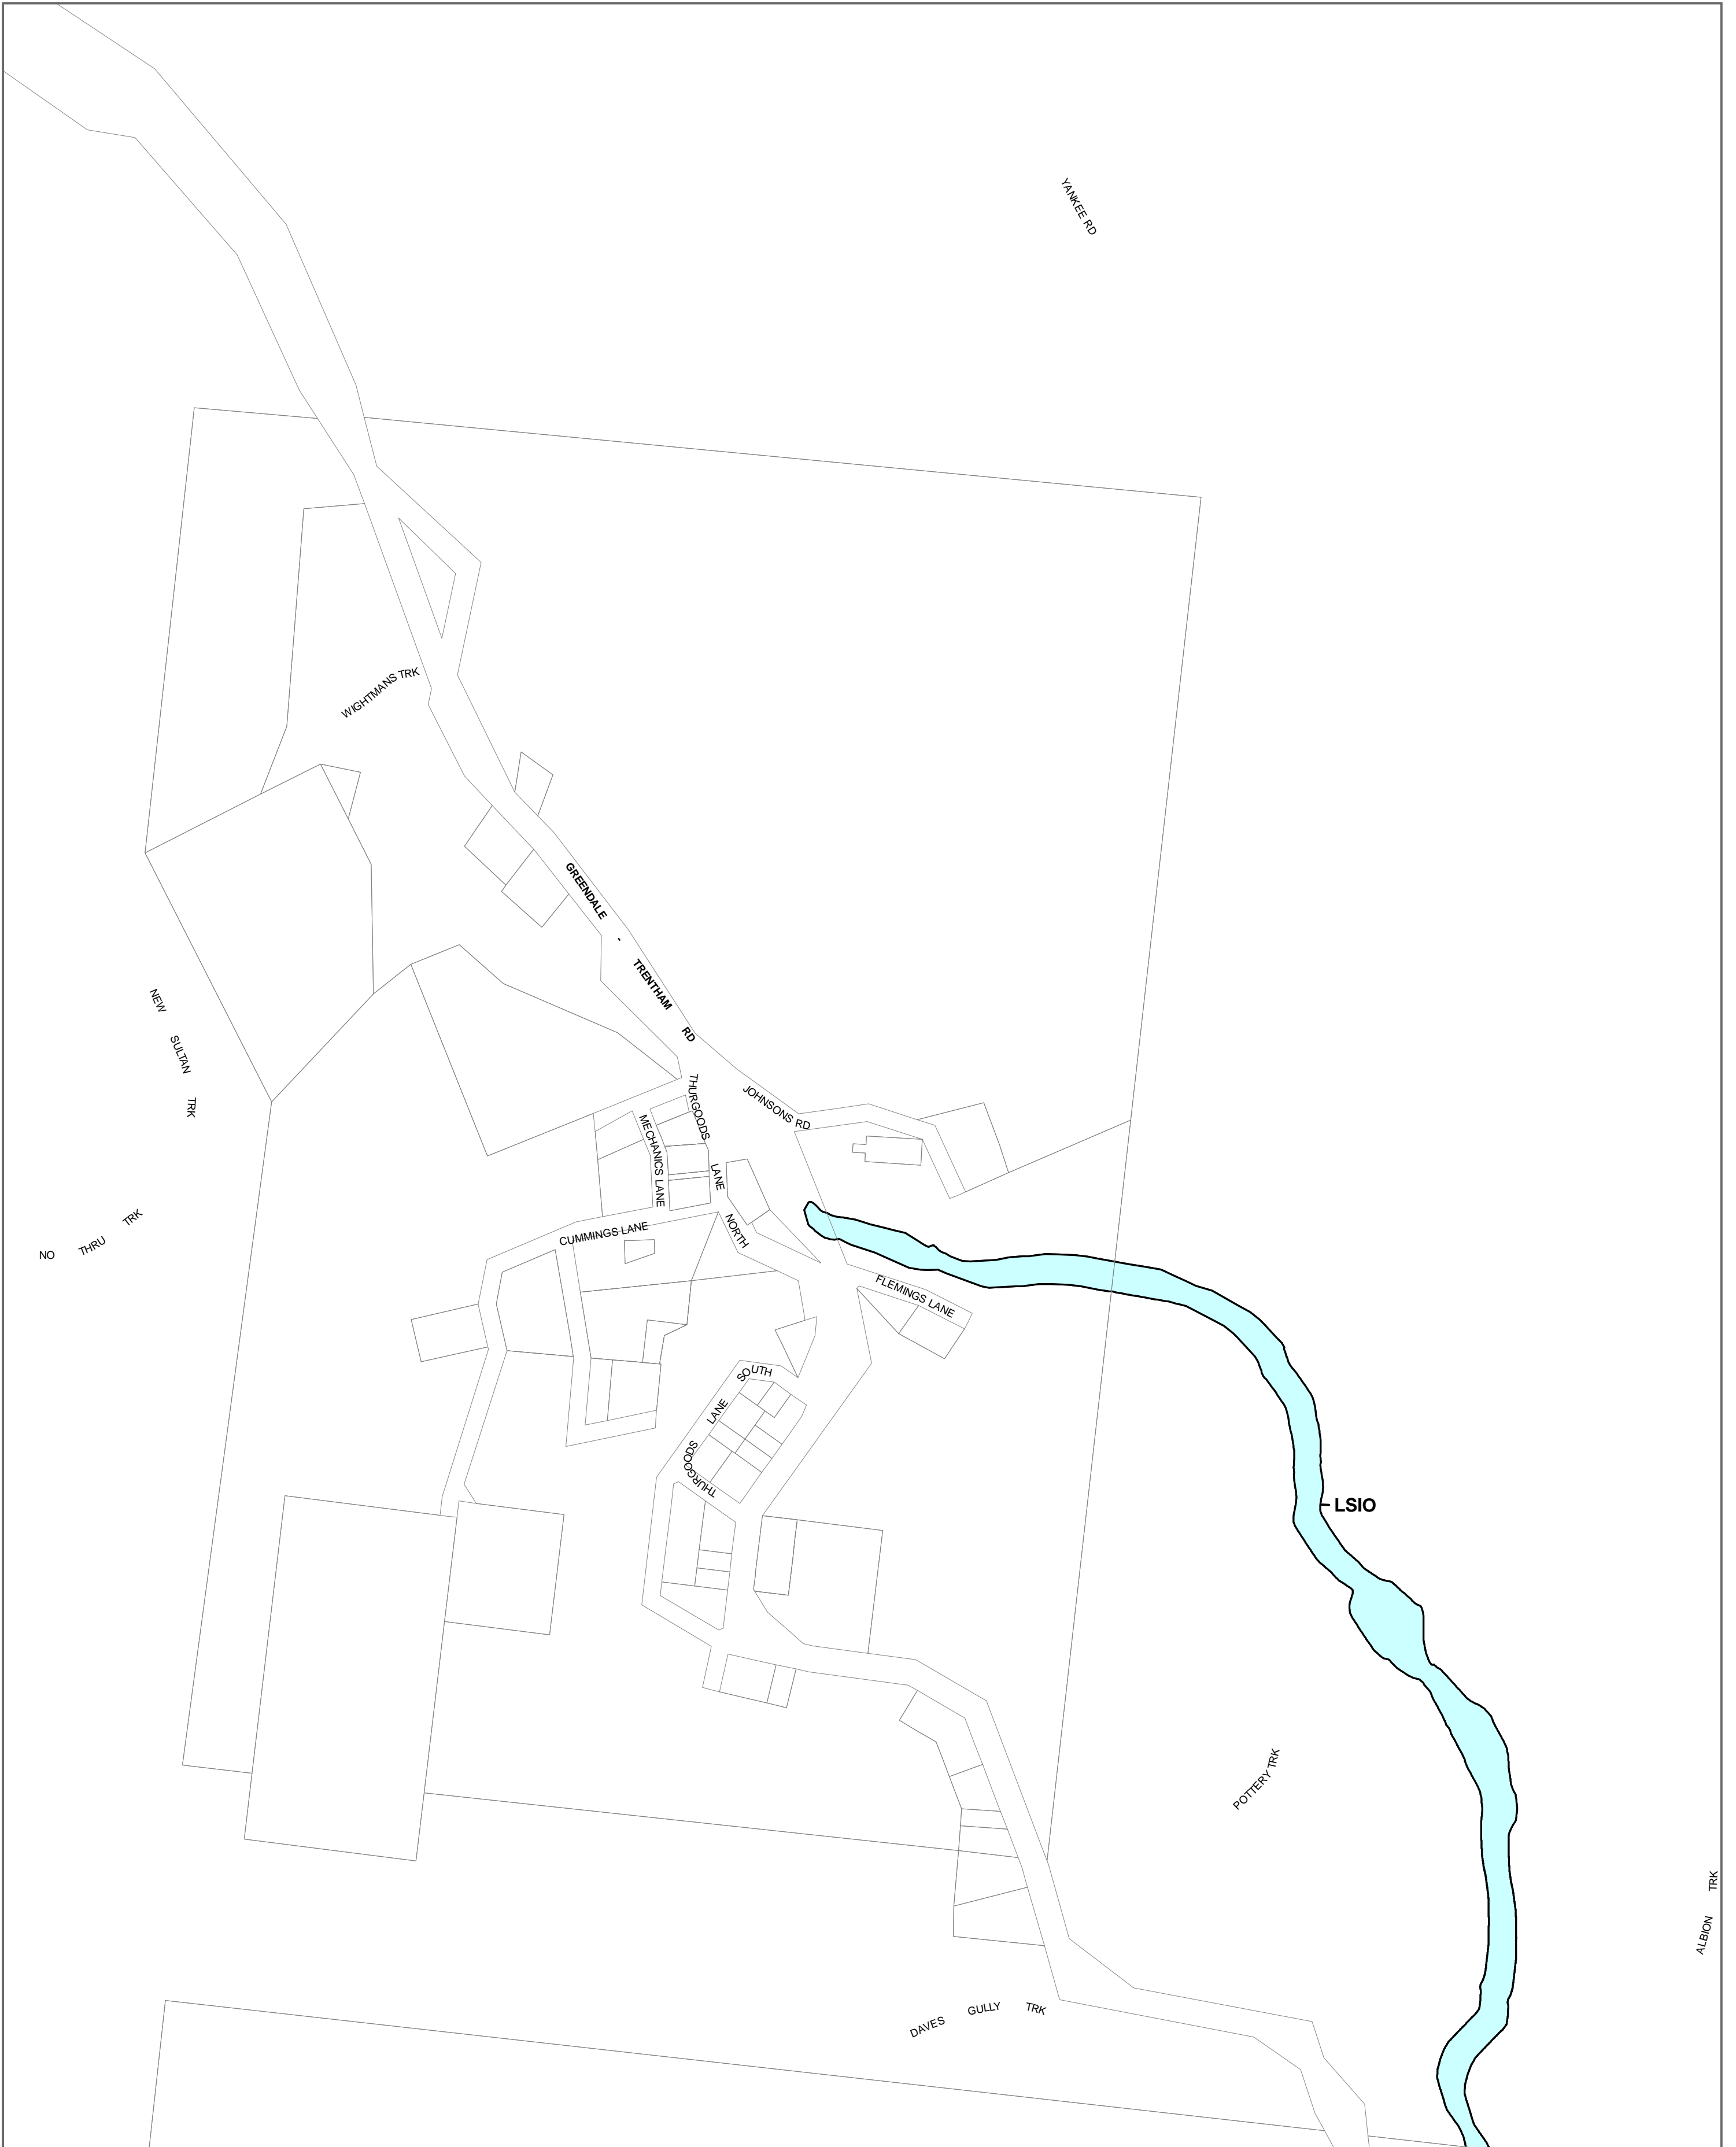 YANKEE RD
WIGHTMANS TRK
GREENDALE - TRENTHAM RD
NEW SULTAN TRK
THURGOODS LANE NORTH
JOHNSONS RD
MECHANICS LANE
NO THRU TRK
CUMMINGS LANE
FLEMINGS LANE
THURGOODS LANE SOUTH
LSIO
POTTERY TRK
ALBION TRK
DAVES GULLY TRK